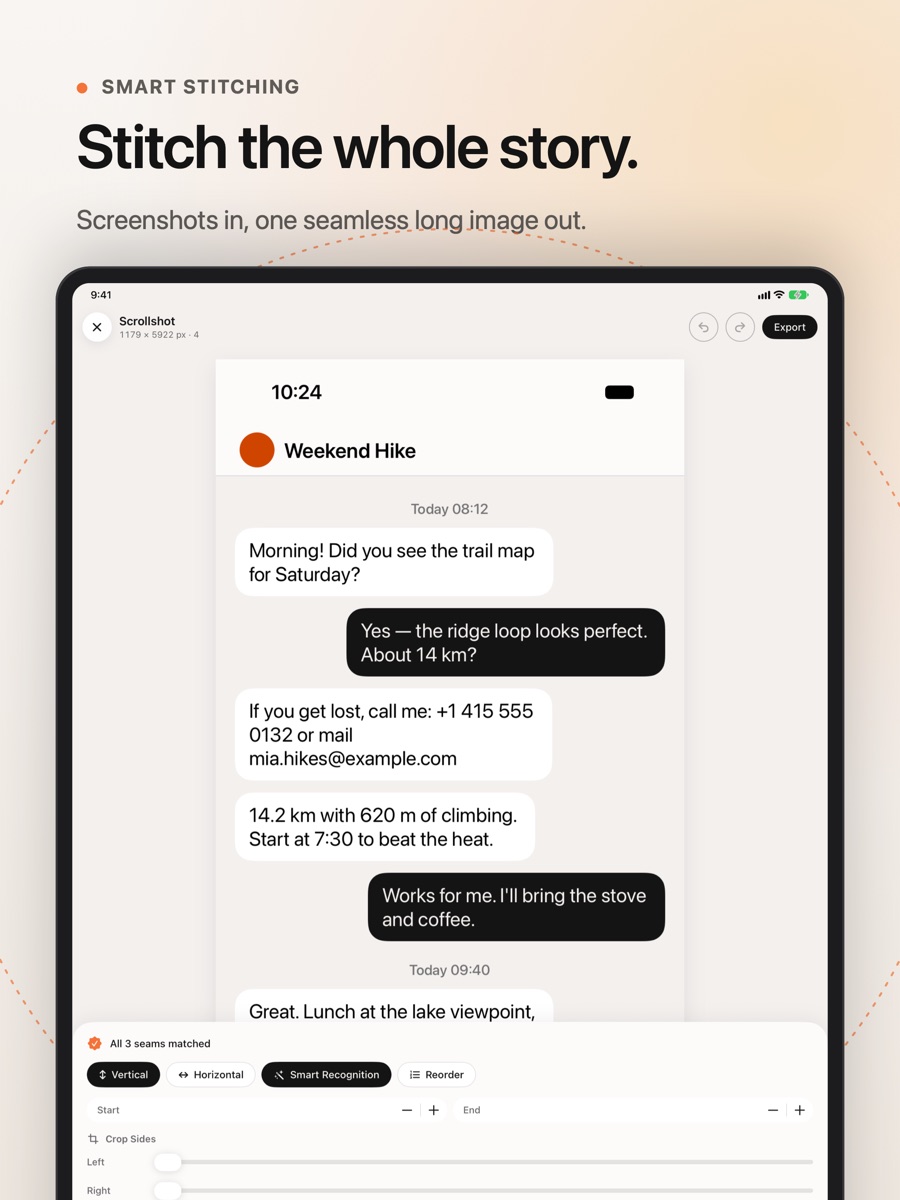 SMART STITCHING
Stitch the whole story.
Screenshots in, one seamless long image out.
9:41
Scrollshot
1179 × 5922 px · 4
Export
10:24
Weekend Hike
Today 08:12
Morning! Did you see the trail map
for Saturday?
Yes — the ridge loop looks perfect.
About 14 km?
If you get lost, call me: +1 415 555
0132 or mail
mia.hikes@example.com
14.2 km with 620 m of climbing.
Start at 7:30 to beat the heat.
Works for me. I'll bring the stove
and coffee.
Today 09:40
Great. Lunch at the lake viewpoint,
All 3 seams matched
Vertical
Horizontal
Smart Recognition
Reorder
Start
End
Crop Sides
Left
Right